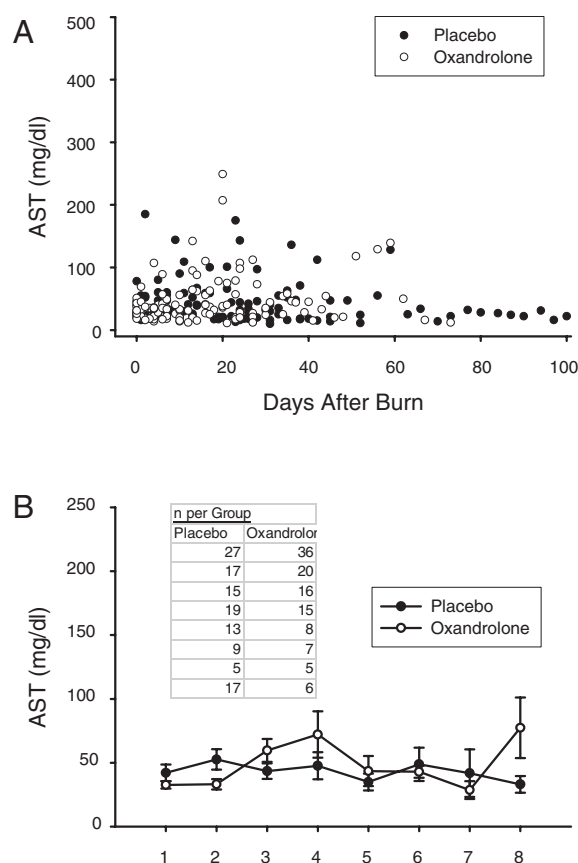 A
500
400
300
200
100
0
AST (mg/dl)
Placebo
Oxandrolone
0 20 40 60 80 100
Days After Burn
B
250
200
150
100
50
0
AST (mg/dl)
n per Group
Placebo Oxandrolor
27 36
17 20
15 16
19 15
13 8
9 7
5 5
17 6
Placebo
Oxandrolone
1 2 3 4 5 6 7 8